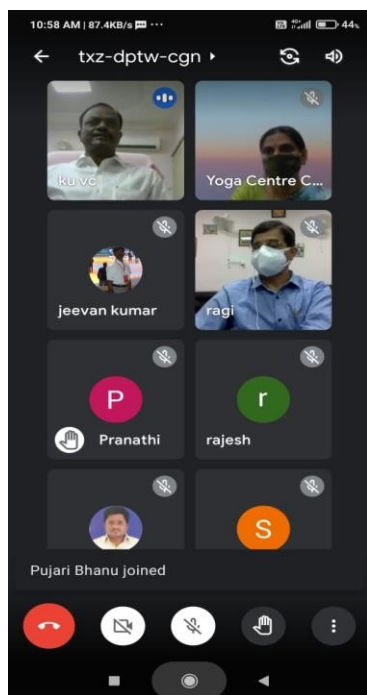 10:58 AM | 87.4KB/s ···
44%
txz-dptw-cgn
ku vc
Yoga Centre C...
jeevan kumar
ragi
P
Pranathi
r
rajesh
S
Pujari Bhanu joined